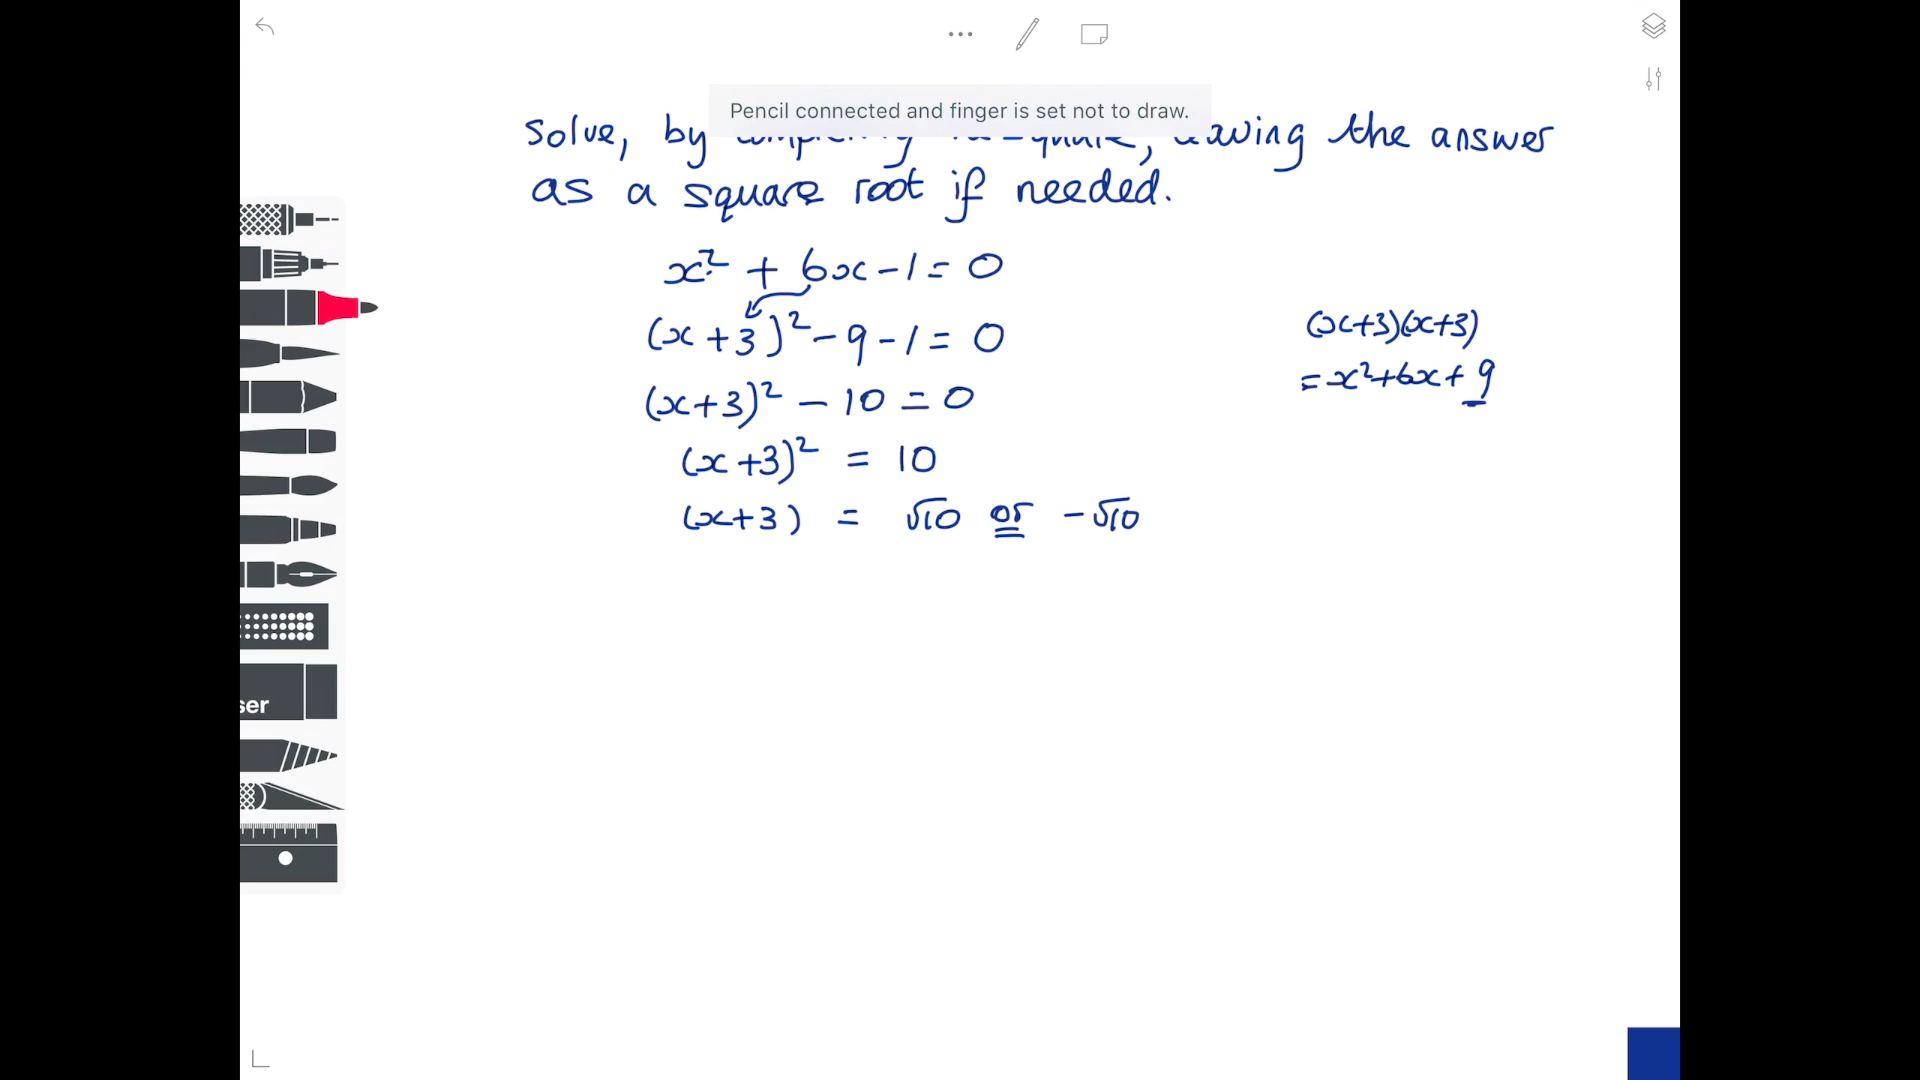 Pencil connected and finger is set not to draw.
Solve, by the answer
as a square root if needed.
x² + 6x - 1 = 0
(x + 3)² - 9 - 1 = 0
(x+3)² - 10 = 0
(x+3)² = 10
(x+3) = √10 or -√10
(x+3)(x+3)
= x²+6x+9
ser